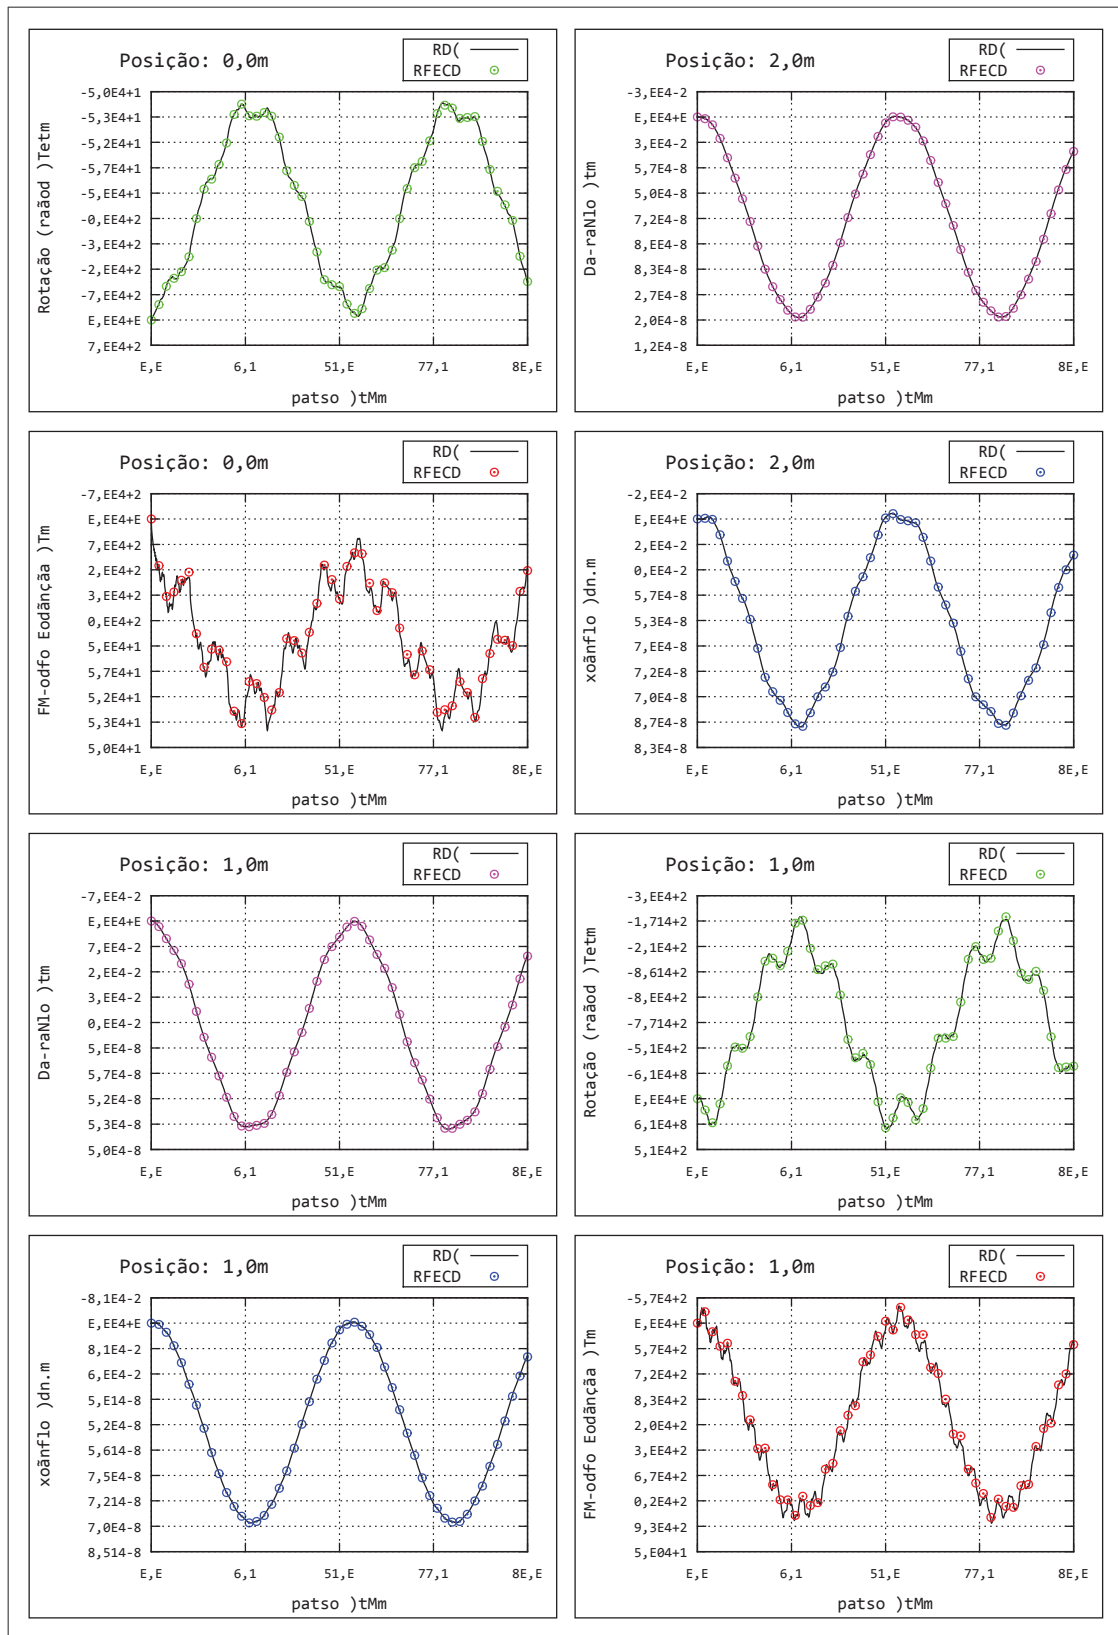 Posição: 0,0m
RD(
RFECD
-5,0E4+1
-5,3E4+1
-5,2E4+1
-5,7E4+1
-5,5E4+1
-0,EE4+2
-3,EE4+2
-2,EE4+2
-7,EE4+2
E,EE4+E
7,EE4+2
Rotação (raãod )Tetm
E,E
6,1
51,E
77,1
8E,E
patso )tMm
Posição: 2,0m
RD(
RFECD
-3,EE4-2
E,EE4+E
3,EE4-2
5,7E4-8
5,0E4-8
7,2E4-8
8,EE4-8
8,3E4-8
2,7E4-8
2,0E4-8
1,2E4-8
Da-raNlo )tm
E,E
6,1
51,E
77,1
8E,E
patso )tMm
Posição: 0,0m
RD(
RFECD
-7,EE4+2
E,EE4+E
7,EE4+2
2,EE4+2
3,EE4+2
0,EE4+2
5,EE4+1
5,7E4+1
5,2E4+1
5,3E4+1
5,0E4+1
FM-odfo Eodãnçãa )Tm
E,E
6,1
51,E
77,1
8E,E
patso )tMm
Posição: 2,0m
RD(
RFECD
-2,EE4-2
E,EE4+E
2,EE4-2
0,EE4-2
5,7E4-8
5,3E4-8
7,EE4-8
7,2E4-8
7,0E4-8
8,7E4-8
8,3E4-8
xoãnflo )dn.m
E,E
6,1
51,E
77,1
8E,E
patso )tMm
Posição: 1,0m
RD(
RFECD
-7,EE4-2
E,EE4+E
7,EE4-2
2,EE4-2
3,EE4-2
0,EE4-2
5,EE4-8
5,7E4-8
5,2E4-8
5,3E4-8
5,0E4-8
Da-raNlo )tm
E,E
6,1
51,E
77,1
8E,E
patso )tMm
Posição: 1,0m
RD(
RFECD
-3,EE4+2
-1,714+2
-2,1E4+2
-8,614+2
-8,EE4+2
-7,714+2
-5,1E4+2
-6,1E4+8
E,EE4+E
6,1E4+8
5,1E4+2
Rotação (raãod )Tetm
E,E
6,1
51,E
77,1
8E,E
patso )tMm
Posição: 1,0m
RD(
RFECD
-8,1E4-2
E,EE4+E
8,1E4-2
6,EE4-2
5,E14-8
5,2E4-8
5,614-8
7,5E4-8
7,214-8
7,0E4-8
8,514-8
xoãnflo )dn.m
E,E
6,1
51,E
77,1
8E,E
patso )tMm
Posição: 1,0m
RD(
RFECD
-5,7E4+2
E,EE4+E
5,7E4+2
7,2E4+2
8,3E4+2
2,0E4+2
3,EE4+2
6,7E4+2
0,2E4+2
9,3E4+2
5,E04+1
FM-odfo Eodãnçãa )Tm
E,E
6,1
51,E
77,1
8E,E
patso )tMm